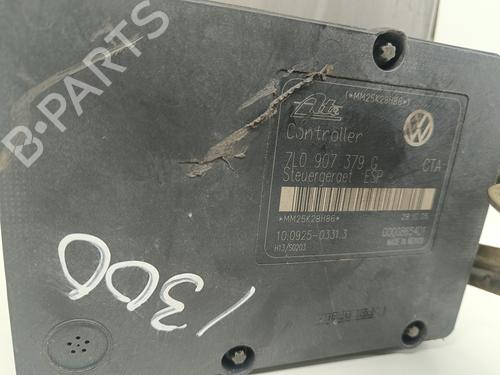 B-PARTS
Ate
(*MM25K28H86*)
Controller
7L0 907 379 G
CTA
Steuergeraet ESP
*MM25K28H86*
28.10.05
10.0925-0331.3
H13/S0203
MADE IN MEXICO
1300